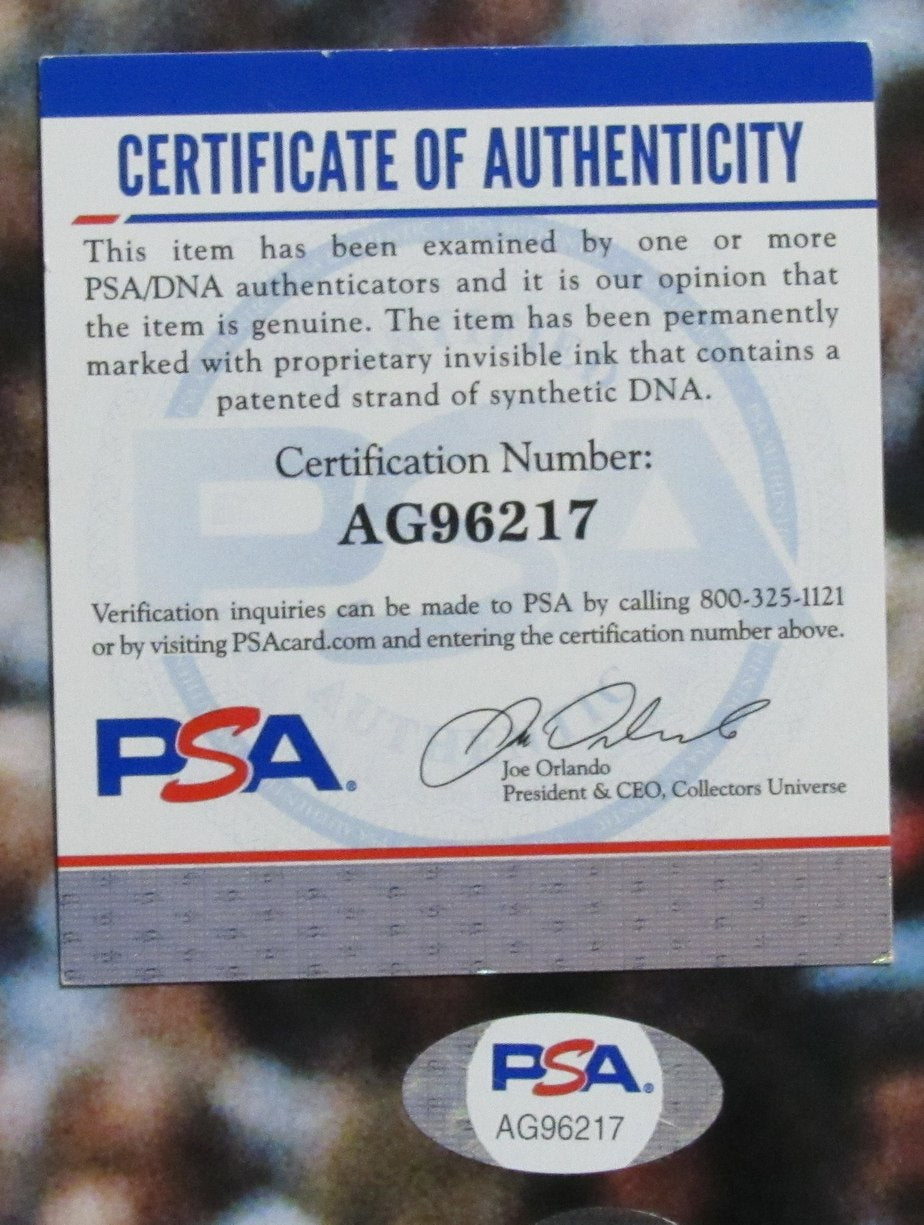 CERTIFICATE OF AUTHENTICITY
This item has been examined by one or more
PSA/DNA authenticators and it is our opinion that
the item is genuine. The item has been permanently
marked with proprietary invisible ink that contains a
patented strand of synthetic DNA.
Certification Number:
AG96217
Verification inquiries can be made to PSA by calling 800-325-1121
or by visiting PSAcard.com and entering the certification number above.
PSA®
Joe Orlando
Joe Orlando
President & CEO, Collectors Universe
PSA®
AG96217